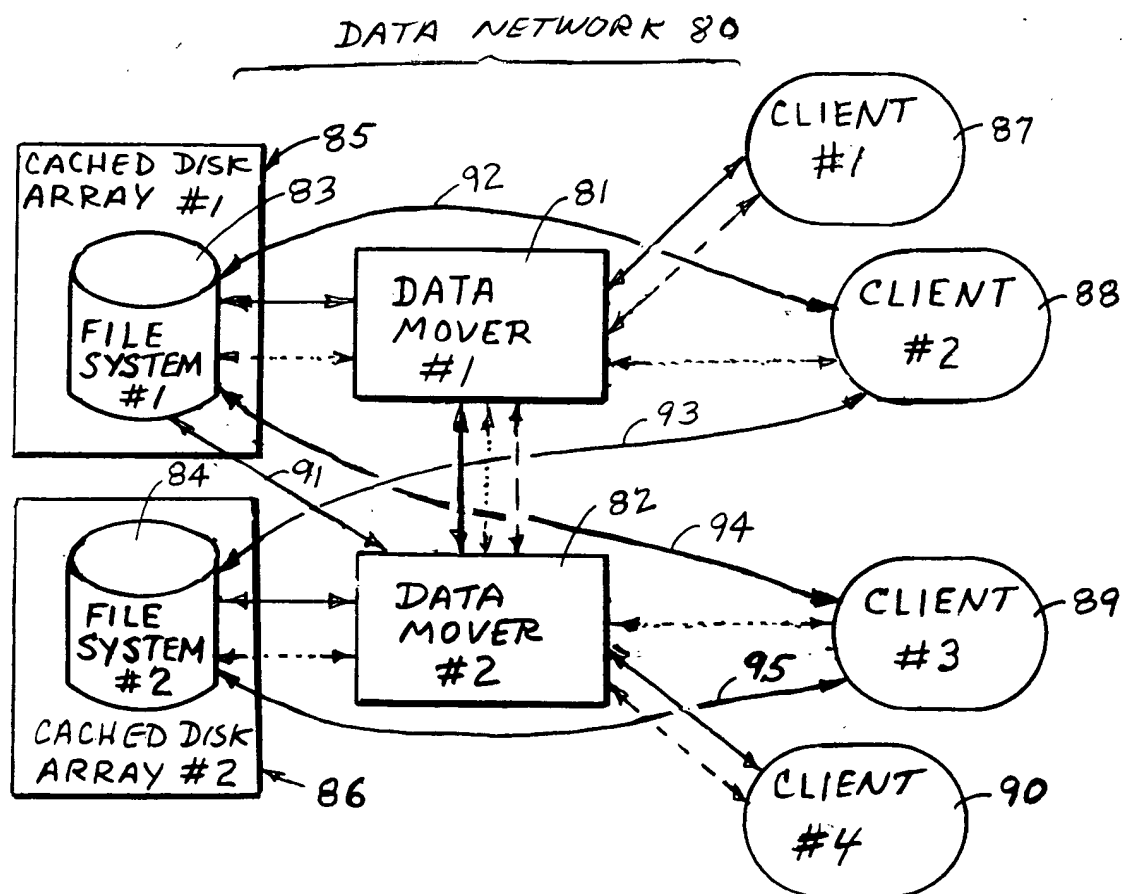 DATA NETWORK 80
CACHED DISK
ARRAY #1
85
83
FILE
SYSTEM
#1
92
81
DATA
MOVER
#1
CLIENT
#1
87
CLIENT
#2
88
93
91
84
FILE
SYSTEM
#2
CACHED DISK
ARRAY #2
86
82
DATA
MOVER
#2
94
CLIENT
#3
89
95
CLIENT
#4
90